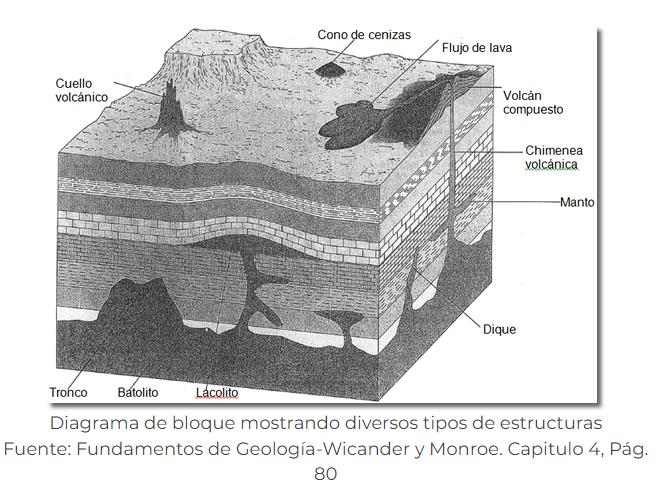 Cono de cenizas
Flujo de lava
Cuello
volcánico
Volcán
compuesto
Chimenea
volcánica
Manto
Dique
Tronco
Batolito
Lacolito
Diagrama de bloque mostrando diversos tipos de estructuras
Fuente: Fundamentos de Geología-Wicander y Monroe. Capitulo 4, Pág.
80